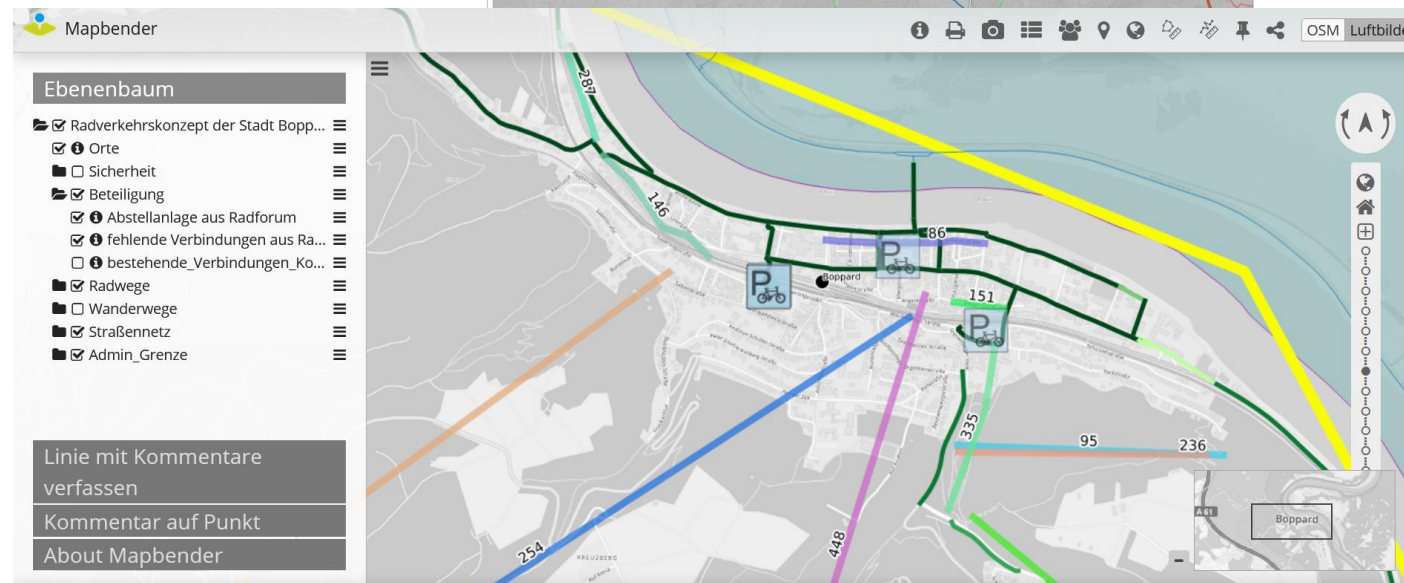 Mapbender
OSM Luftbilde
Ebenenbaum
Radverkehrskonzept der Stadt Bopp...
Orte
Sicherheit
Beteiligung
Abstellanlage aus Radforum
fehlende Verbindungen aus Ra...
bestehende_Verbindungen_Ko...
Radwege
Wanderwege
Straßennetz
Admin_Grenze
Linie mit Kommentare
verfassen
Kommentar auf Punkt
About Mapbender
287
146
86
P
P
Boppard
151
P
335
95
236
254
448
KREUZBERG
A 61
Boppard